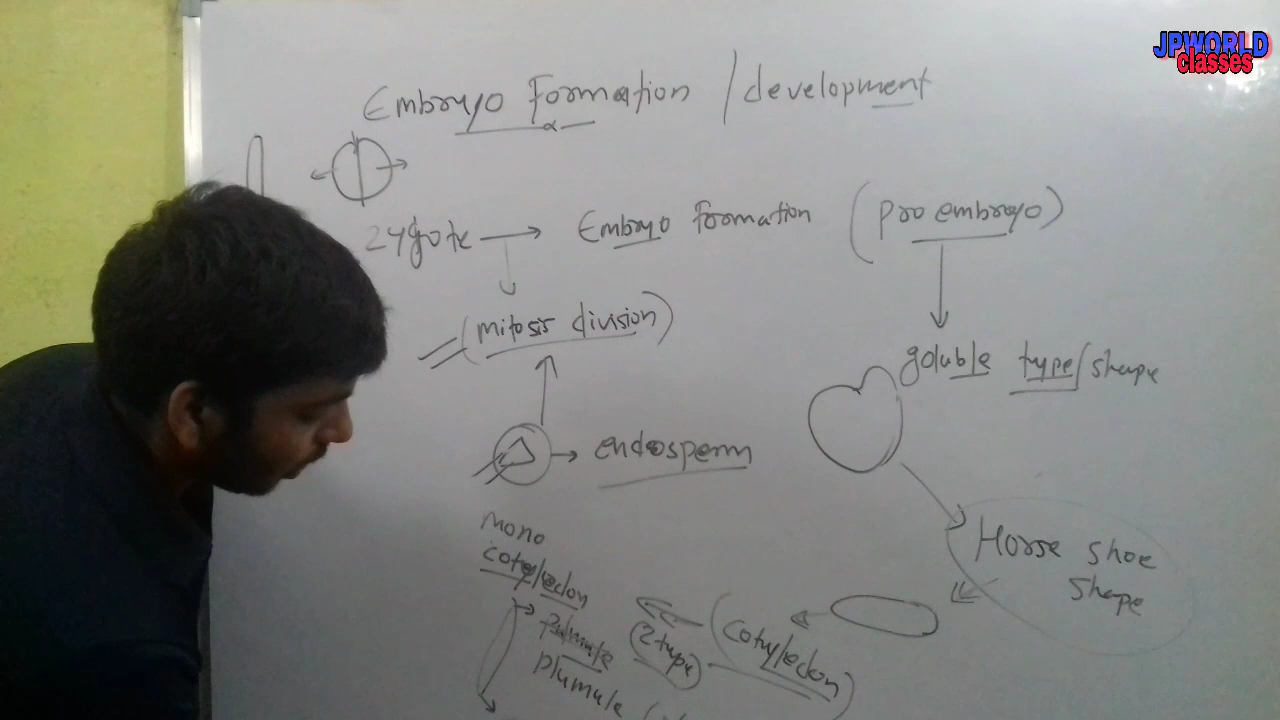 JPWORLD
classes
Embryo Formation / development
Zygote → Embryo Formation (pro embryo)
(mitosis division)
goluble type/shape
endosperm
mono
cotyledon
Horse shoe
shape
(cotyledon)
(2 type)
plumule